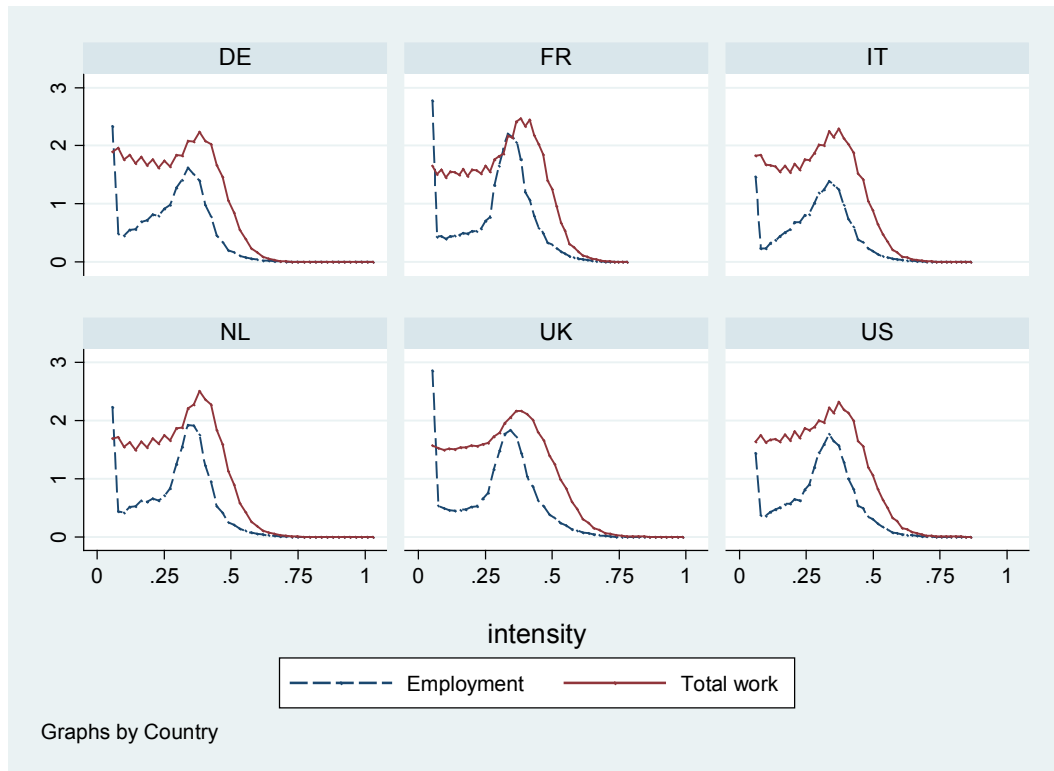 DE FR IT
3
2
1
0
NL UK US
3
2
1
0
0 .25 .5 .75 1 0 .25 .5 .75 1 0 .25 .5 .75 1
intensity
Employment Total work
Graphs by Country